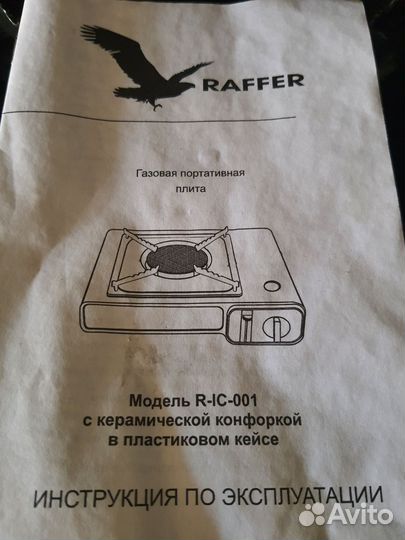 RAFFER
Газовая портативная
плита
Модель R-IC-001
с керамической конфоркой
в пластиковом кейсе
ИНСТРУКЦИЯ ПО ЭКСПЛУАТАЦИИ
Avito